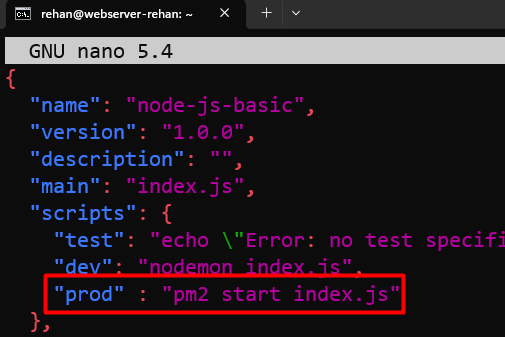 rehan@webserver-rehan: ~
GNU nano 5.4
{
"name": "node-js-basic",
"version": "1.0.0",
"description": "",
"main": "index.js",
"scripts": {
"test": "echo \"Error: no test specifi
"dev": "nodemon index.js",
"prod" : "pm2 start index.js"
},